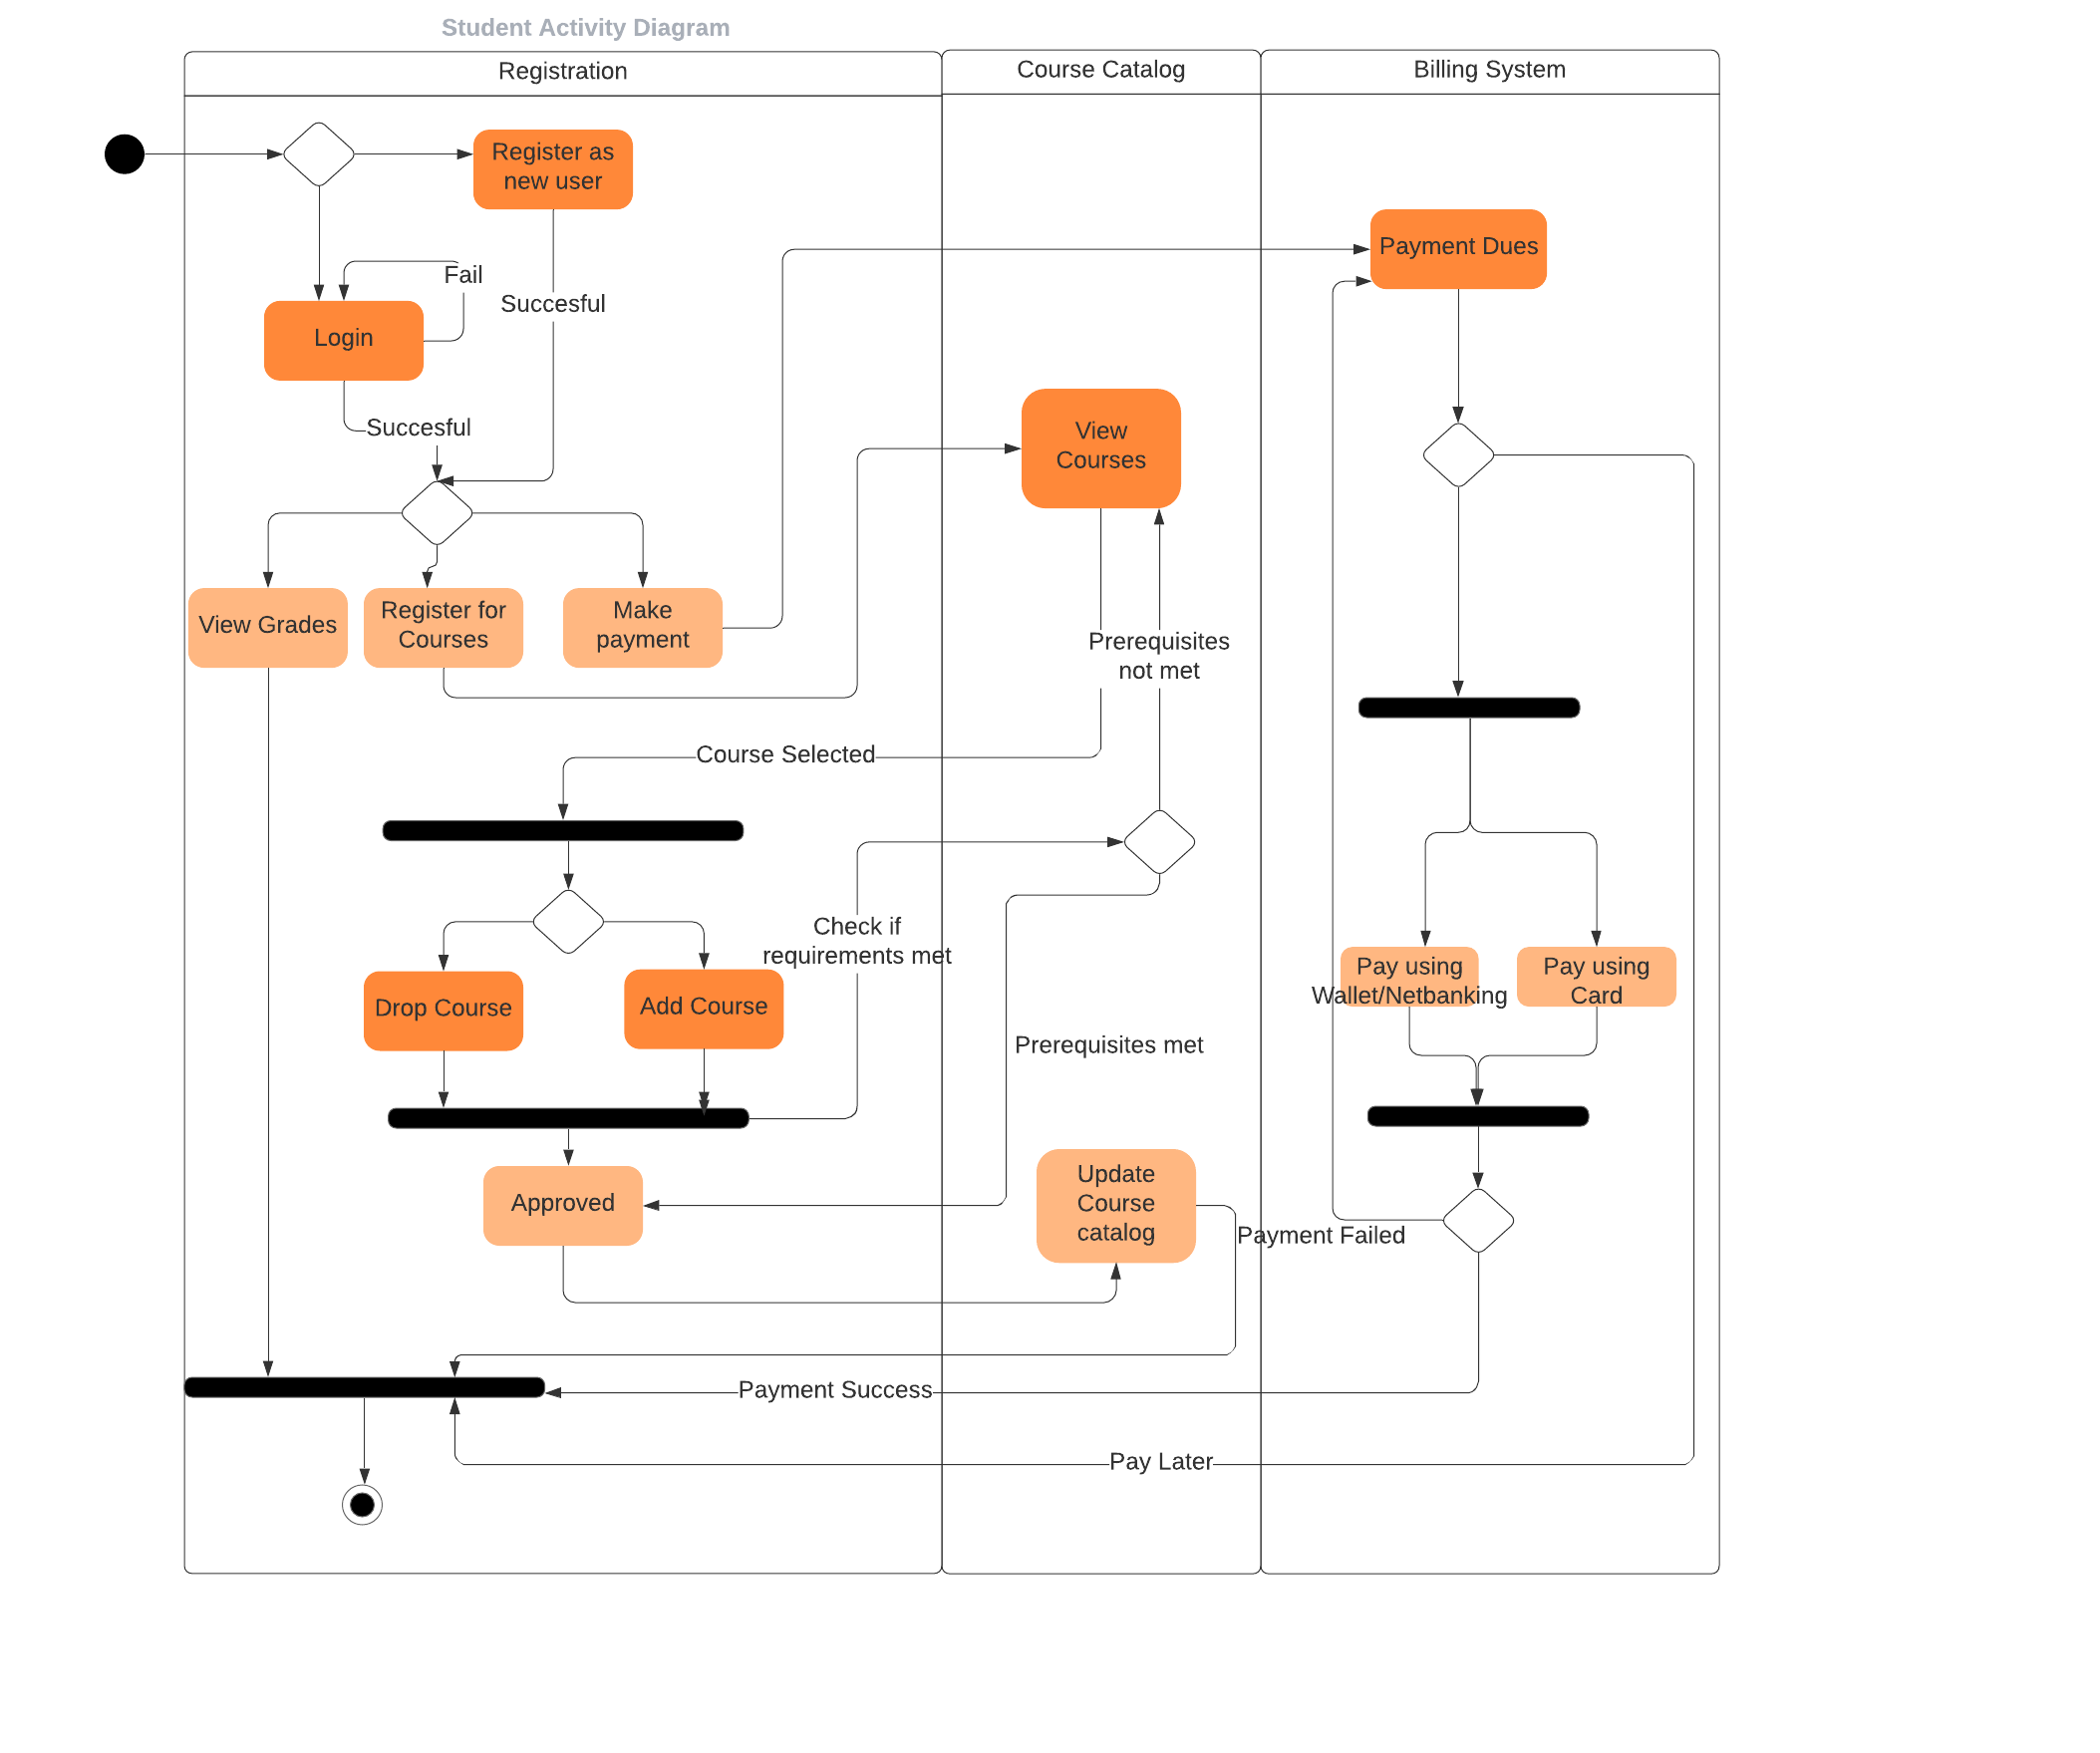 Student Activity Diagram
Registration
Course Catalog
Billing System
Register as
new user
Payment Dues
Fail
Succesful
Login
Succesful
View
Courses
View Grades
Register for
Courses
Make
payment
Prerequisites
not met
Course Selected
Check if
requirements met
Pay using
Wallet/Netbanking
Pay using
Card
Drop Course
Add Course
Prerequisites met
Approved
Update
Course
catalog
Payment Failed
Payment Success
Pay Later